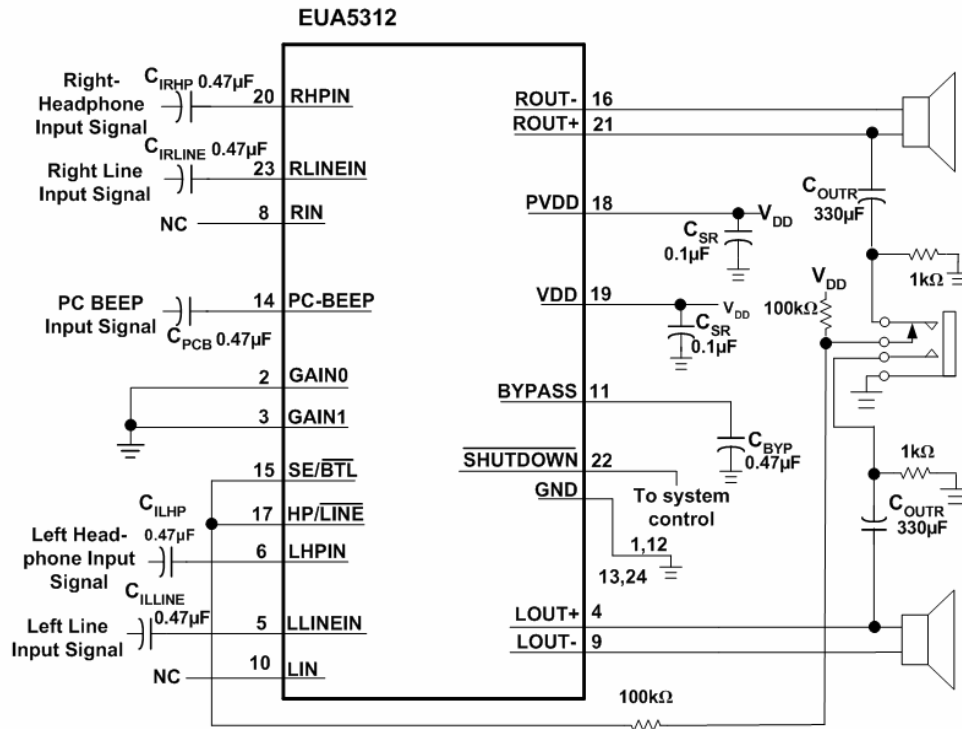 EUA5312
Right-
Headphone
Input Signal
CIRHP 0.47µF
20 RHPIN
Right Line
Input Signal
CIRLINE 0.47µF
23 RLINEIN
NC 8 RIN
PC BEEP
Input Signal
14 PC-BEEP
CPCB 0.47µF
2 GAIN0
3 GAIN1
15 SE/BTL
17 HP/LINE
CILHP
0.47µF
Left Head-
phone Input
Signal
6 LHPIN
CILLINE
0.47µF
Left Line
Input Signal
5 LLINEIN
NC 10 LIN
ROUT- 16
ROUT+ 21
COUTR
330µF
1kΩ
PVDD 18
VDD
CSR
0.1µF
VDD
100kΩ
VDD 19
VDD
CSR
0.1µF
BYPASS 11
CBYP
0.47µF
SHUTDOWN 22
To system
control
GND
1,12
13,24
1kΩ
COUTR
330µF
LOUT+ 4
LOUT- 9
100kΩ